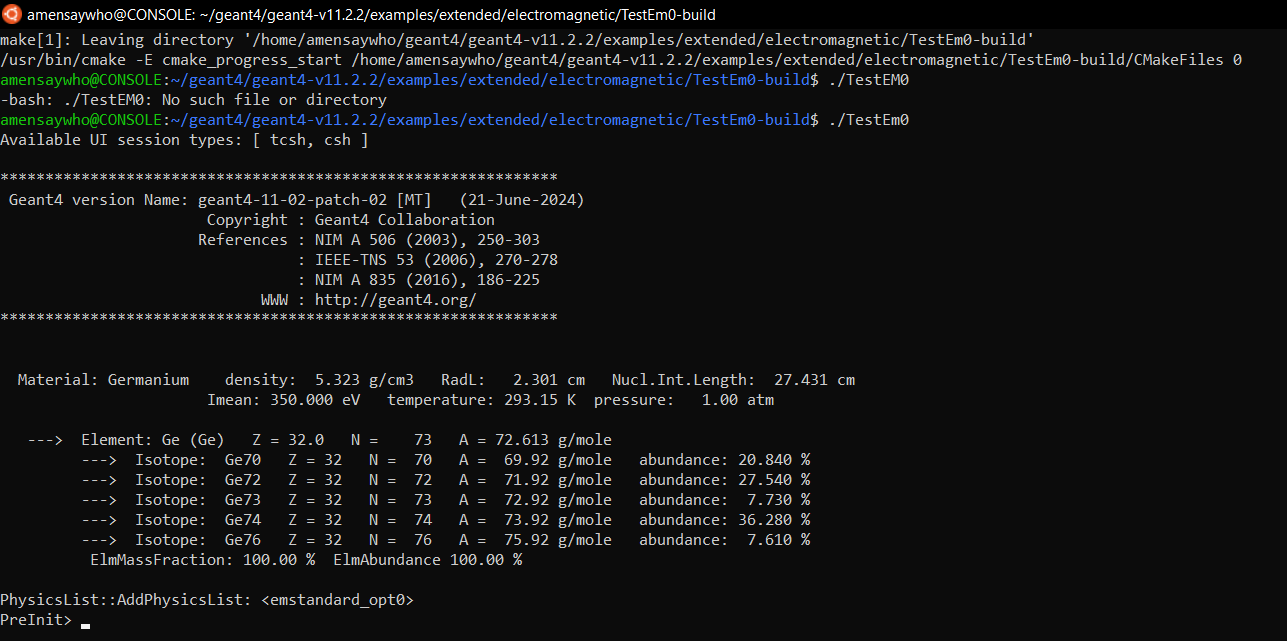 amensaywho@CONSOLE: ~/geant4/geant4-v11.2.2/examples/extended/electromagnetic/TestEm0-build
make[1]: Leaving directory '/home/amensaywho/geant4/geant4-v11.2.2/examples/extended/electromagnetic/TestEm0-build'
/usr/bin/cmake -E cmake_progress_start /home/amensaywho/geant4/geant4-v11.2.2/examples/extended/electromagnetic/TestEm0-build/CMakeFiles 0
amensaywho@CONSOLE:~/geant4/geant4-v11.2.2/examples/extended/electromagnetic/TestEm0-build$ ./TestEM0
-bash: ./TestEM0: No such file or directory
amensaywho@CONSOLE:~/geant4/geant4-v11.2.2/examples/extended/electromagnetic/TestEm0-build$ ./TestEm0
Available UI session types: [ tcsh, csh ]
**************************************************************
 Geant4 version Name: geant4-11-02-patch-02 [MT]   (21-June-2024)
                       Copyright : Geant4 Collaboration
                      References : NIM A 506 (2003), 250-303
                                 : IEEE-TNS 53 (2006), 270-278
                                 : NIM A 835 (2016), 186-225
                             WWW : http://geant4.org/
**************************************************************
  Material: Germanium    density:  5.323 g/cm3   RadL:   2.301 cm   Nucl.Int.Length:  27.431 cm
                       Imean: 350.000 eV   temperature: 293.15 K  pressure:   1.00 atm
   --->  Element: Ge (Ge)   Z = 32.0   N =    73   A = 72.613 g/mole
         --->  Isotope:  Ge70   Z = 32   N =  70   A =  69.92 g/mole   abundance: 20.840 %
         --->  Isotope:  Ge72   Z = 32   N =  72   A =  71.92 g/mole   abundance: 27.540 %
         --->  Isotope:  Ge73   Z = 32   N =  73   A =  72.92 g/mole   abundance:  7.730 %
         --->  Isotope:  Ge74   Z = 32   N =  74   A =  73.92 g/mole   abundance: 36.280 %
         --->  Isotope:  Ge76   Z = 32   N =  76   A =  75.92 g/mole   abundance:  7.610 %
          ElmMassFraction: 100.00 %  ElmAbundance 100.00 %
PhysicsList::AddPhysicsList: <emstandard_opt0>
PreInit>